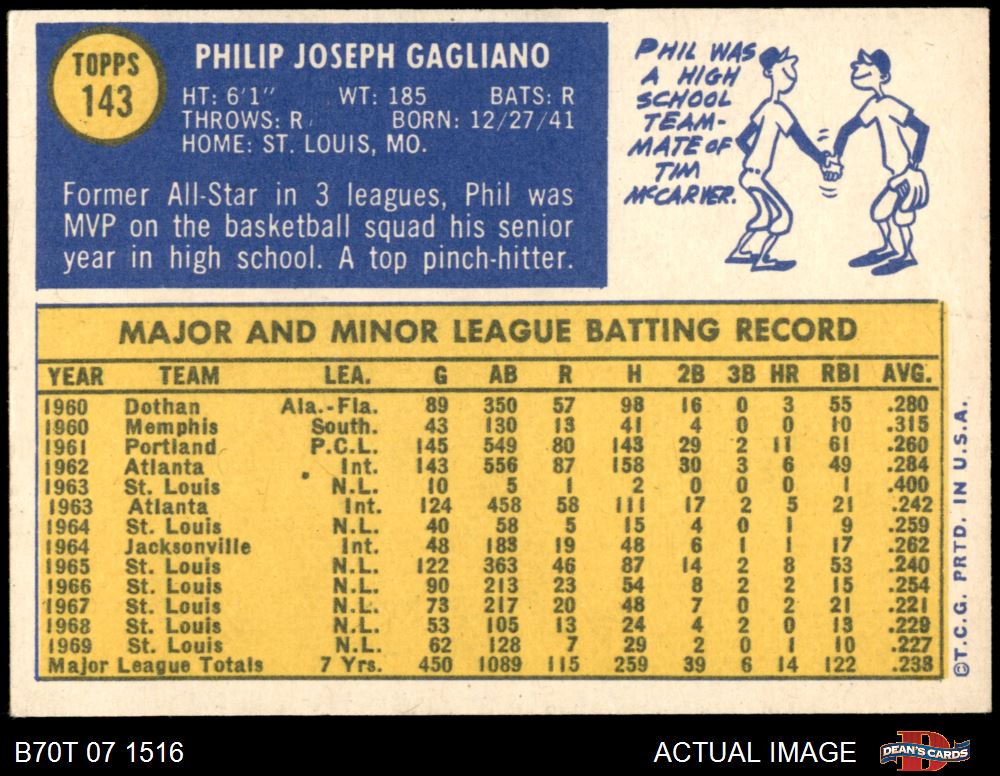 TOPPS
143
PHILIP JOSEPH GAGLIANO
HT: 6'1" WT: 185 BATS: R
THROWS: R BORN: 12/27/41
HOME: ST. LOUIS, MO.
Former All-Star in 3 leagues, Phil was
MVP on the basketball squad his senior
year in high school. A top pinch-hitter.
PHIL WAS
A HIGH
SCHOOL
TEAM-
MATE OF
TIM
McCARVER.
MAJOR AND MINOR LEAGUE BATTING RECORD
YEAR TEAM LEA. G AB R H 2B 3B HR RBI AVG.
1960 Dothan Ala.-Fla. 89 350 57 98 16 0 3 55 .280
1960 Memphis South. 43 130 13 41 4 0 0 10 .315
1961 Portland P.C.L. 145 549 80 143 29 2 11 61 .260
1962 Atlanta Int. 143 556 87 158 30 3 6 49 .284
1963 St. Louis N.L. 10 5 1 2 0 0 0 1 .400
1963 Atlanta Int. 124 458 58 111 17 2 5 21 .242
1964 St. Louis N.L. 40 58 5 15 4 0 1 9 .259
1964 Jacksonville Int. 48 183 19 48 6 1 1 17 .262
1965 St. Louis N.L. 122 363 46 87 14 2 8 53 .240
1966 St. Louis N.L. 90 213 23 54 8 2 2 15 .254
1967 St. Louis N.L. 73 217 20 48 7 0 2 21 .221
1968 St. Louis N.L. 53 105 13 24 4 2 0 13 .229
1969 St. Louis N.L. 62 128 7 29 2 0 1 10 .227
Major League Totals 7 Yrs. 450 1089 115 259 39 6 14 122 .238
©T.C.G. PRTD. IN U.S.A.
B70T 07 1516
ACTUAL IMAGE
D
DEAN'S CARDS